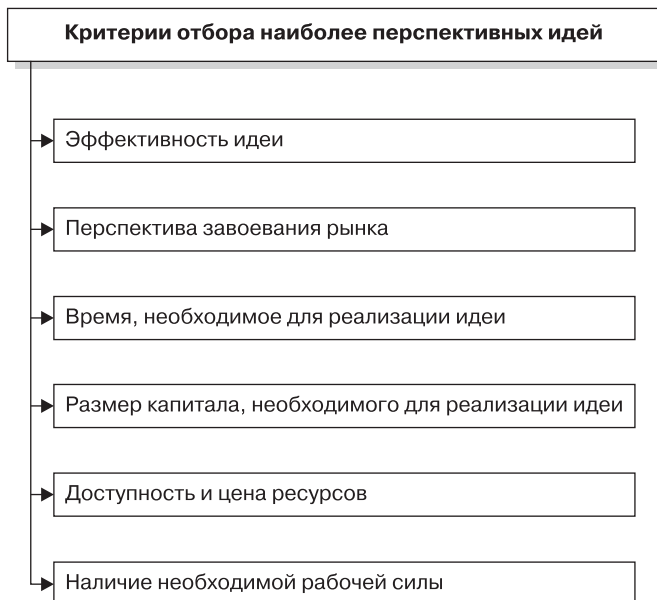 Критерии отбора наиболее перспективных идей
Эффективность идеи
Перспектива завоевания рынка
Время, необходимое для реализации идеи
Размер капитала, необходимого для реализации идеи
Доступность и цена ресурсов
Наличие необходимой рабочей силы